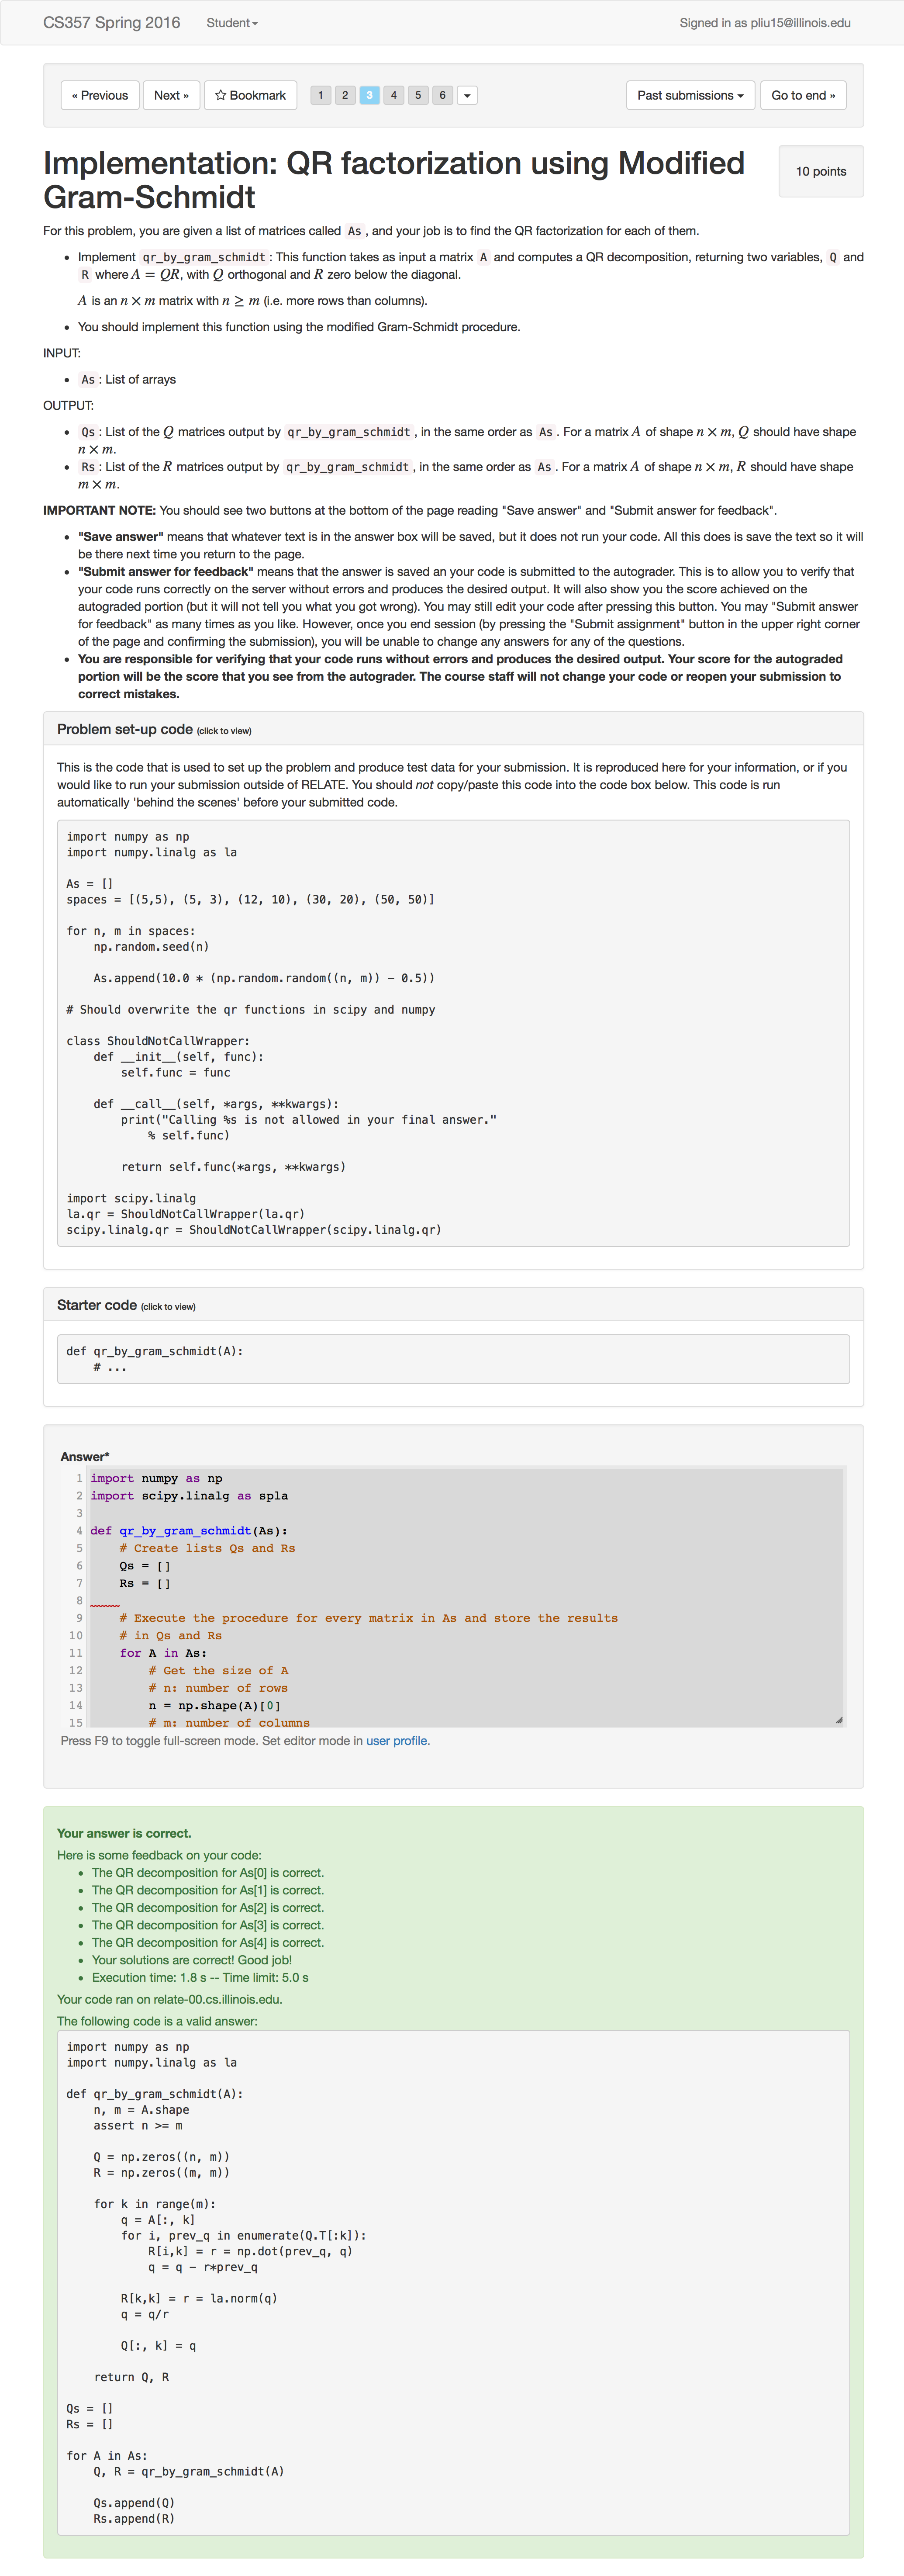 CS357 Spring 2016 Student Signed in as pliu15@illinois.edu
« Previous Next » Bookmark 1 2 3 4 5 6 Past submissions Go to end »
Implementation: QR factorization using Modified
Gram-Schmidt
10 points
For this problem, you are given a list of matrices called As , and your job is to find the QR factorization for each of them.
• Implement qr_by_gram_schmidt : This function takes as input a matrix A and computes a QR decomposition, returning two variables, Q and
R where A = QR, with Q orthogonal and R zero below the diagonal.
A is an n × m matrix with n ≥ m (i.e. more rows than columns).
• You should implement this function using the modified Gram-Schmidt procedure.
INPUT:
• As : List of arrays
OUTPUT:
• Qs : List of the Q matrices output by qr_by_gram_schmidt , in the same order as As . For a matrix A of shape n × m, Q should have shape
n × m.
• Rs : List of the R matrices output by qr_by_gram_schmidt , in the same order as As . For a matrix A of shape n × m, R should have shape
m × m.
IMPORTANT NOTE: You should see two buttons at the bottom of the page reading "Save answer" and "Submit answer for feedback".
• "Save answer" means that whatever text is in the answer box will be saved, but it does not run your code. All this does is save the text so it will
be there next time you return to the page.
• "Submit answer for feedback" means that the answer is saved an your code is submitted to the autograder. This is to allow you to verify that
your code runs correctly on the server without errors and produces the desired output. It will also show you the score achieved on the
autograded portion (but it will not tell you what you got wrong). You may still edit your code after pressing this button. You may "Submit answer
for feedback" as many times as you like. However, once you end session (by pressing the "Submit assignment" button in the upper right corner
of the page and confirming the submission), you will be unable to change any answers for any of the questions.
• You are responsible for verifying that your code runs without errors and produces the desired output. Your score for the autograded
portion will be the score that you see from the autograder. The course staff will not change your code or reopen your submission to
correct mistakes.
Problem set-up code (click to view)
This is the code that is used to set up the problem and produce test data for your submission. It is reproduced here for your information, or if you
would like to run your submission outside of RELATE. You should not copy/paste this code into the code box below. This code is run
automatically 'behind the scenes' before your submitted code.
import numpy as np
import numpy.linalg as la
As = []
spaces = [(5,5), (5, 3), (12, 10), (30, 20), (50, 50)]
for n, m in spaces:
    np.random.seed(n)
    As.append(10.0 * (np.random.random((n, m)) - 0.5))
# Should overwrite the qr functions in scipy and numpy
class ShouldNotCallWrapper:
    def __init__(self, func):
        self.func = func
    def __call__(self, *args, **kwargs):
        print("Calling %s is not allowed in your final answer."
            % self.func)
        return self.func(*args, **kwargs)
import scipy.linalg
la.qr = ShouldNotCallWrapper(la.qr)
scipy.linalg.qr = ShouldNotCallWrapper(scipy.linalg.qr)
Starter code (click to view)
def qr_by_gram_schmidt(A):
    # ...
Answer*
1 import numpy as np
2 import scipy.linalg as spla
3
4 def qr_by_gram_schmidt(As):
5     # Create lists Qs and Rs
6     Qs = []
7     Rs = []
8
9     # Execute the procedure for every matrix in As and store the results
10     # in Qs and Rs
11     for A in As:
12         # Get the size of A
13         # n: number of rows
14         n = np.shape(A)[0]
15         # m: number of columns
Press F9 to toggle full-screen mode. Set editor mode in user profile.
Your answer is correct.
Here is some feedback on your code:
• The QR decomposition for As[0] is correct.
• The QR decomposition for As[1] is correct.
• The QR decomposition for As[2] is correct.
• The QR decomposition for As[3] is correct.
• The QR decomposition for As[4] is correct.
• Your solutions are correct! Good job!
• Execution time: 1.8 s -- Time limit: 5.0 s
Your code ran on relate-00.cs.illinois.edu.
The following code is a valid answer:
import numpy as np
import numpy.linalg as la
def qr_by_gram_schmidt(A):
    n, m = A.shape
    assert n >= m
    Q = np.zeros((n, m))
    R = np.zeros((m, m))
    for k in range(m):
        q = A[:, k]
        for i, prev_q in enumerate(Q.T[:k]):
            R[i,k] = r = np.dot(prev_q, q)
            q = q - r*prev_q
        R[k,k] = r = la.norm(q)
        q = q/r
        Q[:, k] = q
    return Q, R
Qs = []
Rs = []
for A in As:
    Q, R = qr_by_gram_schmidt(A)
    Qs.append(Q)
    Rs.append(R)